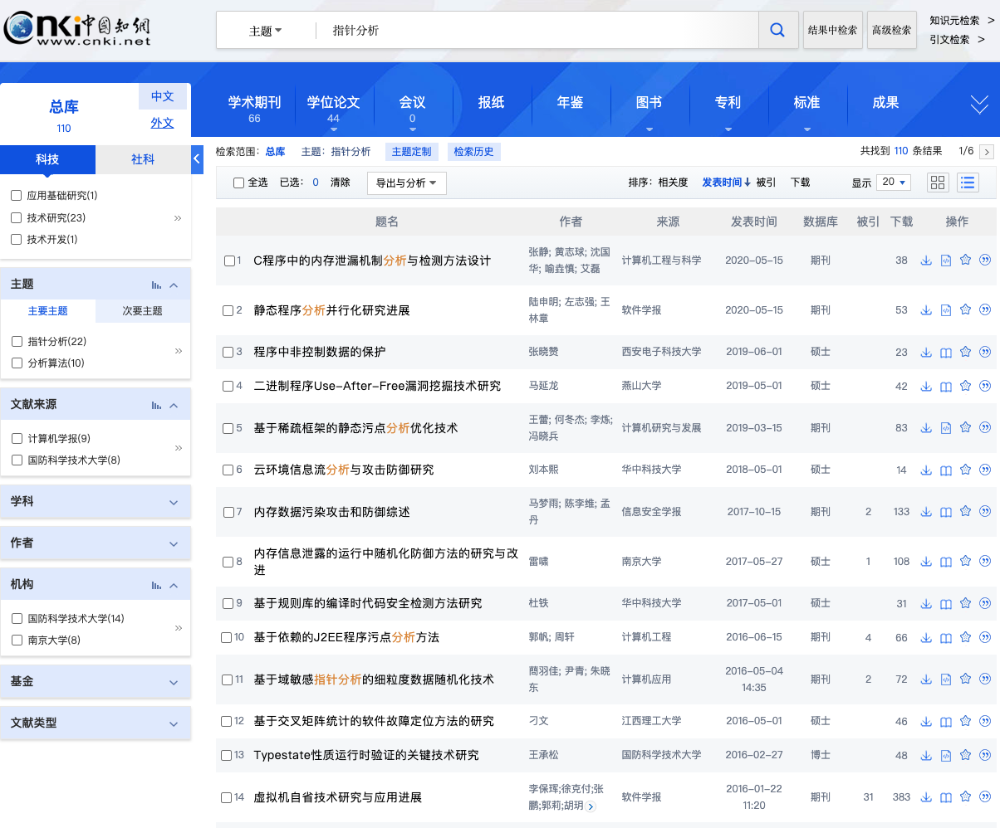 cnki中国知网
www.cnki.net
主题
指针分析
结果中检索
高级检索
知识元检索 >
引文检索 >
总库
110
中文
外文
学术期刊
66
学位论文
44
会议
0
报纸
年鉴
图书
专利
标准
成果
科技
社科
应用基础研究(1)
技术研究(23)
技术开发(1)
主题
主要主题
次要主题
指针分析(22)
分析算法(10)
文献来源
计算机学报(9)
国防科学技术大学(8)
学科
作者
机构
国防科学技术大学(14)
南京大学(8)
基金
文献类型
检索范围：总库 主题：指针分析 主题定制 检索历史 共找到 110 条结果 1/6 >
全选 已选：0 清除 导出与分析 排序：相关度 发表时间↓ 被引 下载 显示 20
题名 作者 来源 发表时间 数据库 被引 下载 操作
1 C程序中的内存泄漏机制分析与检测方法设计 张静; 黄志球; 沈国华; 喻垚慎; 艾磊 计算机工程与科学 2020-05-15 期刊 38
2 静态程序分析并行化研究进展 陆申明; 左志强; 王林章 软件学报 2020-05-15 期刊 53
3 程序中非控制数据的保护 张晓赞 西安电子科技大学 2019-06-01 硕士 23
4 二进制程序Use-After-Free漏洞挖掘技术研究 马延龙 燕山大学 2019-05-01 硕士 42
5 基于稀疏框架的静态污点分析优化技术 王蕾; 何冬杰; 李炼; 冯晓兵 计算机研究与发展 2019-03-15 期刊 83
6 云环境信息流分析与攻击防御研究 刘本熙 华中科技大学 2018-05-01 硕士 14
7 内存数据污染攻击和防御综述 马梦雨; 陈李维; 孟丹 信息安全学报 2017-10-15 期刊 2 133
8 内存信息泄露的运行中随机化防御方法的研究与改进 雷啸 南京大学 2017-05-27 硕士 1 108
9 基于规则库的编译时代码安全检测方法研究 杜铁 华中科技大学 2017-05-01 硕士 31
10 基于依赖的J2EE程序污点分析方法 郭帆; 周轩 计算机工程 2016-06-15 期刊 4 66
11 基于域敏感指针分析的细粒度数据随机化技术 蔄羽佳; 尹青; 朱晓东 计算机应用 2016-05-04 14:35 期刊 2 72
12 基于交叉矩阵统计的软件故障定位方法的研究 刁文 江西理工大学 2016-05-01 硕士 46
13 Typestate性质运行时验证的关键技术研究 王承松 国防科学技术大学 2016-02-27 博士 48
14 虚拟机自省技术研究与应用进展 李保珲;徐克付;张鹏;郭莉;胡玥 软件学报 2016-01-22 11:20 期刊 31 383